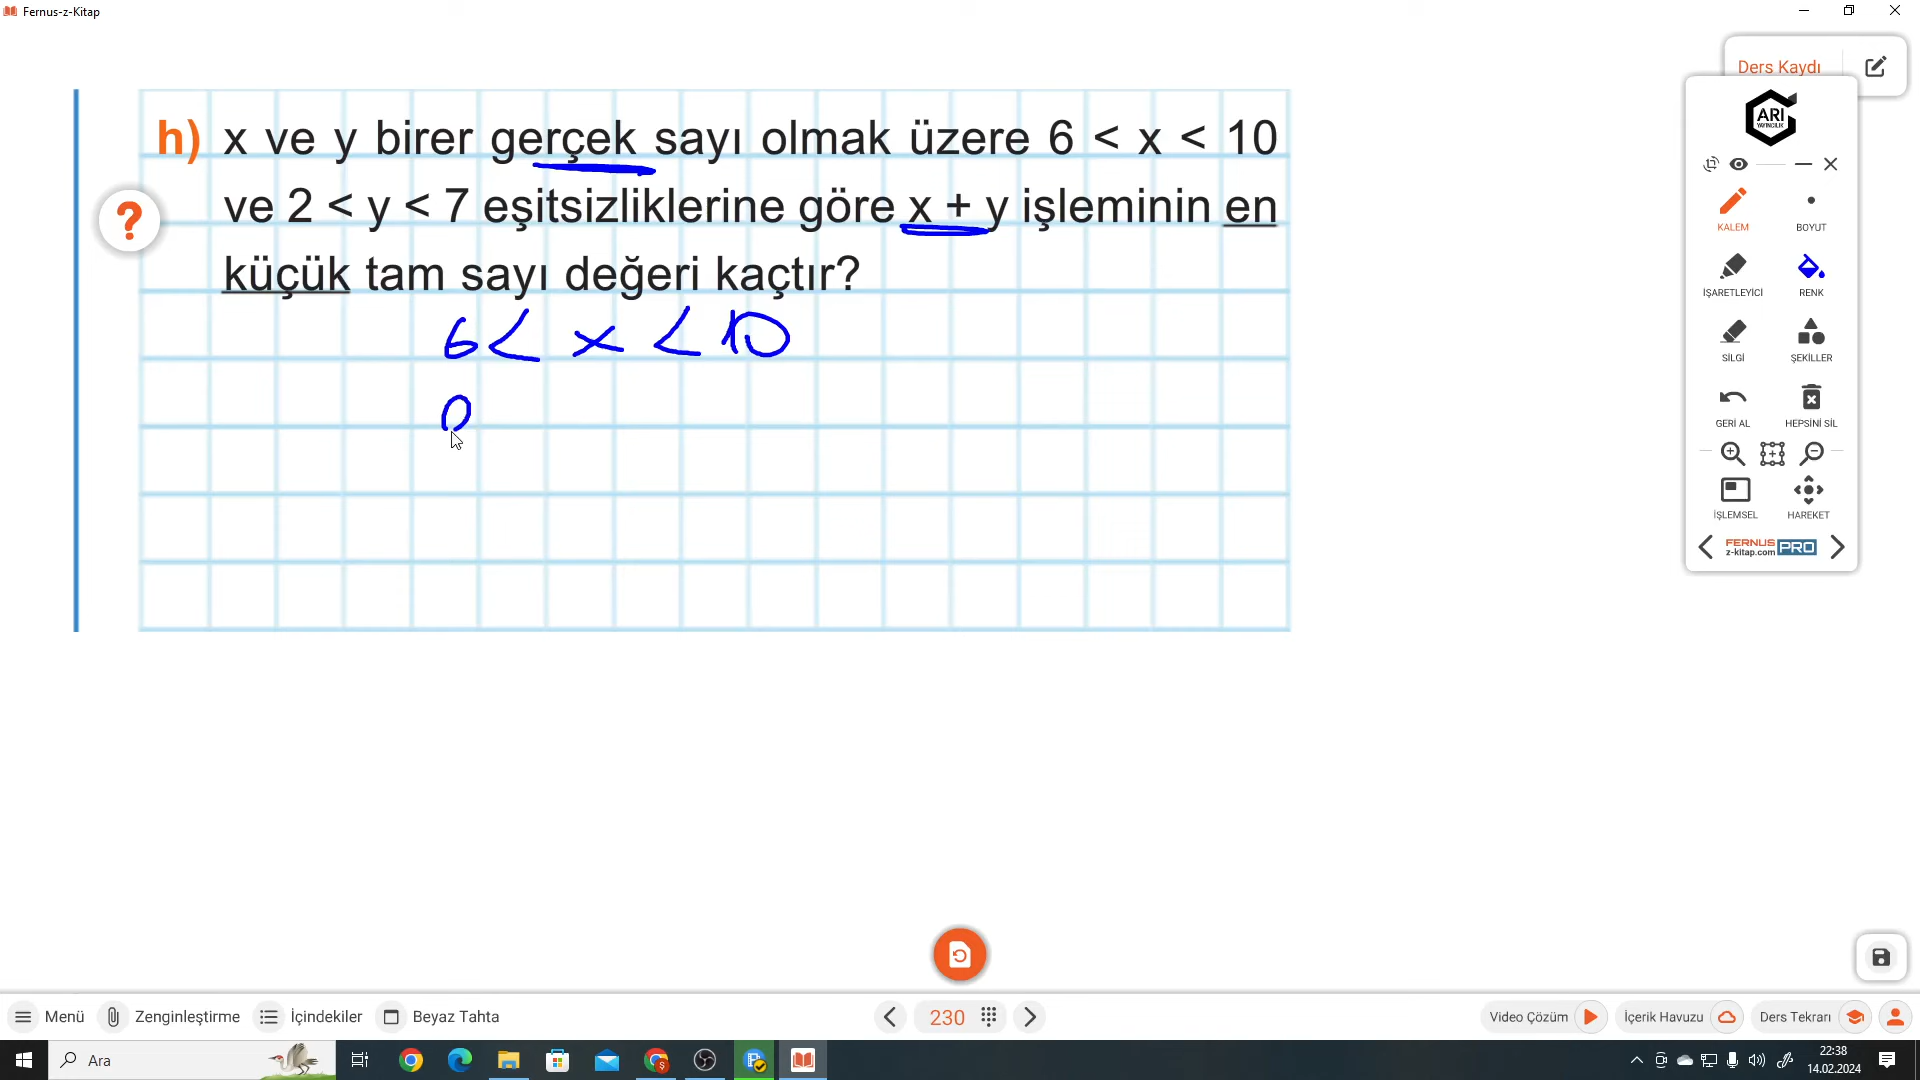 Fernus-z-Kitap
Ders Kaydı
ARI
YAYINCILIK
h) x ve y birer gerçek sayı olmak üzere 6 < x < 10
ve 2 < y < 7 eşitsizliklerine göre x + y işleminin en
küçük tam sayı değeri kaçtır?
6 < x < 10
0
?
KALEM
BOYUT
İŞARETLEYİCİ
RENK
SİLGİ
ŞEKİLLER
GERİ AL
HEPSİNİ SİL
İŞLEMSEL
HAREKET
FERNUS
z-kitap.com PRO
Menü
Zenginleştirme
İçindekiler
Beyaz Tahta
230
Video Çözüm
İçerik Havuzu
Ders Tekrarı
Ara
22:38
14.02.2024